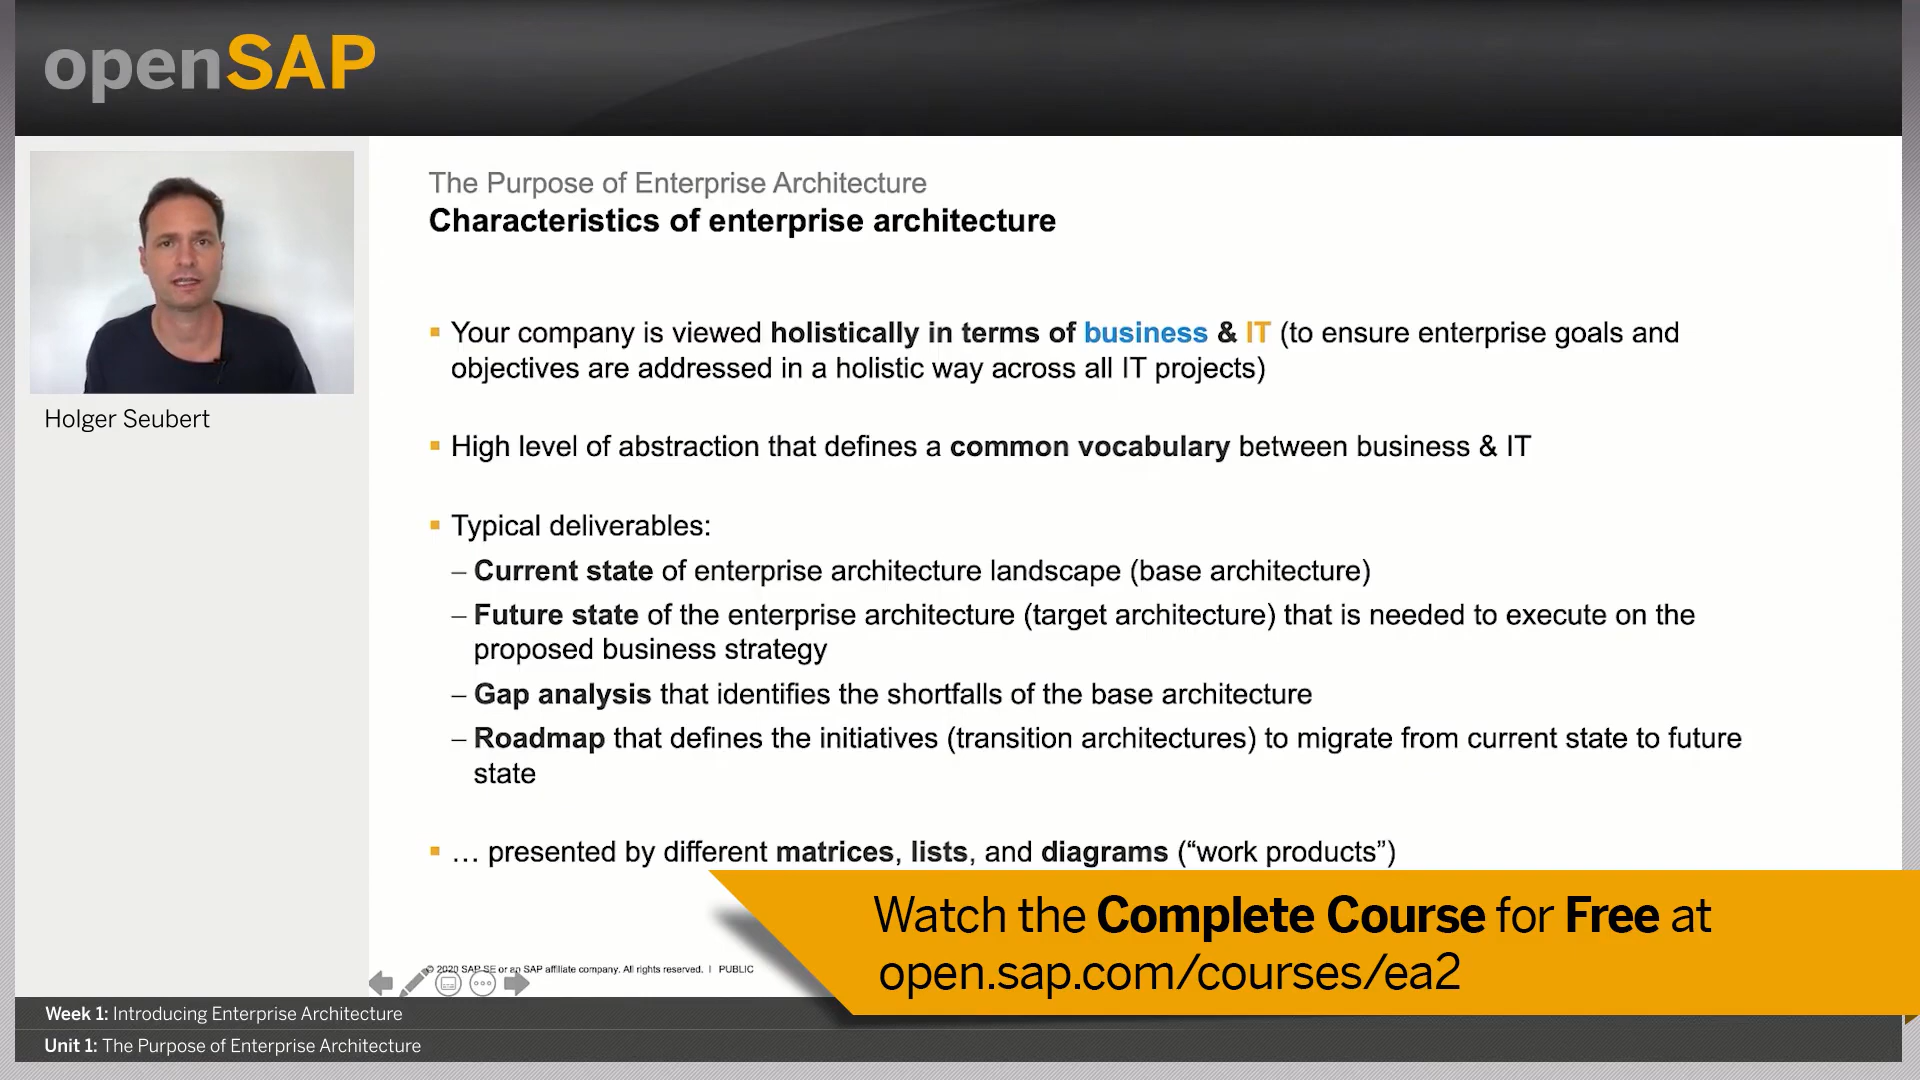 openSAP
The Purpose of Enterprise Architecture
Characteristics of enterprise architecture
Holger Seubert
▪ Your company is viewed holistically in terms of business & IT (to ensure enterprise goals and
objectives are addressed in a holistic way across all IT projects)
▪ High level of abstraction that defines a common vocabulary between business & IT
▪ Typical deliverables:
– Current state of enterprise architecture landscape (base architecture)
– Future state of the enterprise architecture (target architecture) that is needed to execute on the
proposed business strategy
– Gap analysis that identifies the shortfalls of the base architecture
– Roadmap that defines the initiatives (transition architectures) to migrate from current state to future
state
▪ … presented by different matrices, lists, and diagrams (“work products”)
Watch the Complete Course for Free at
open.sap.com/courses/ea2
© 2020 SAP SE or an SAP affiliate company. All rights reserved. | PUBLIC
Week 1: Introducing Enterprise Architecture
Unit 1: The Purpose of Enterprise Architecture